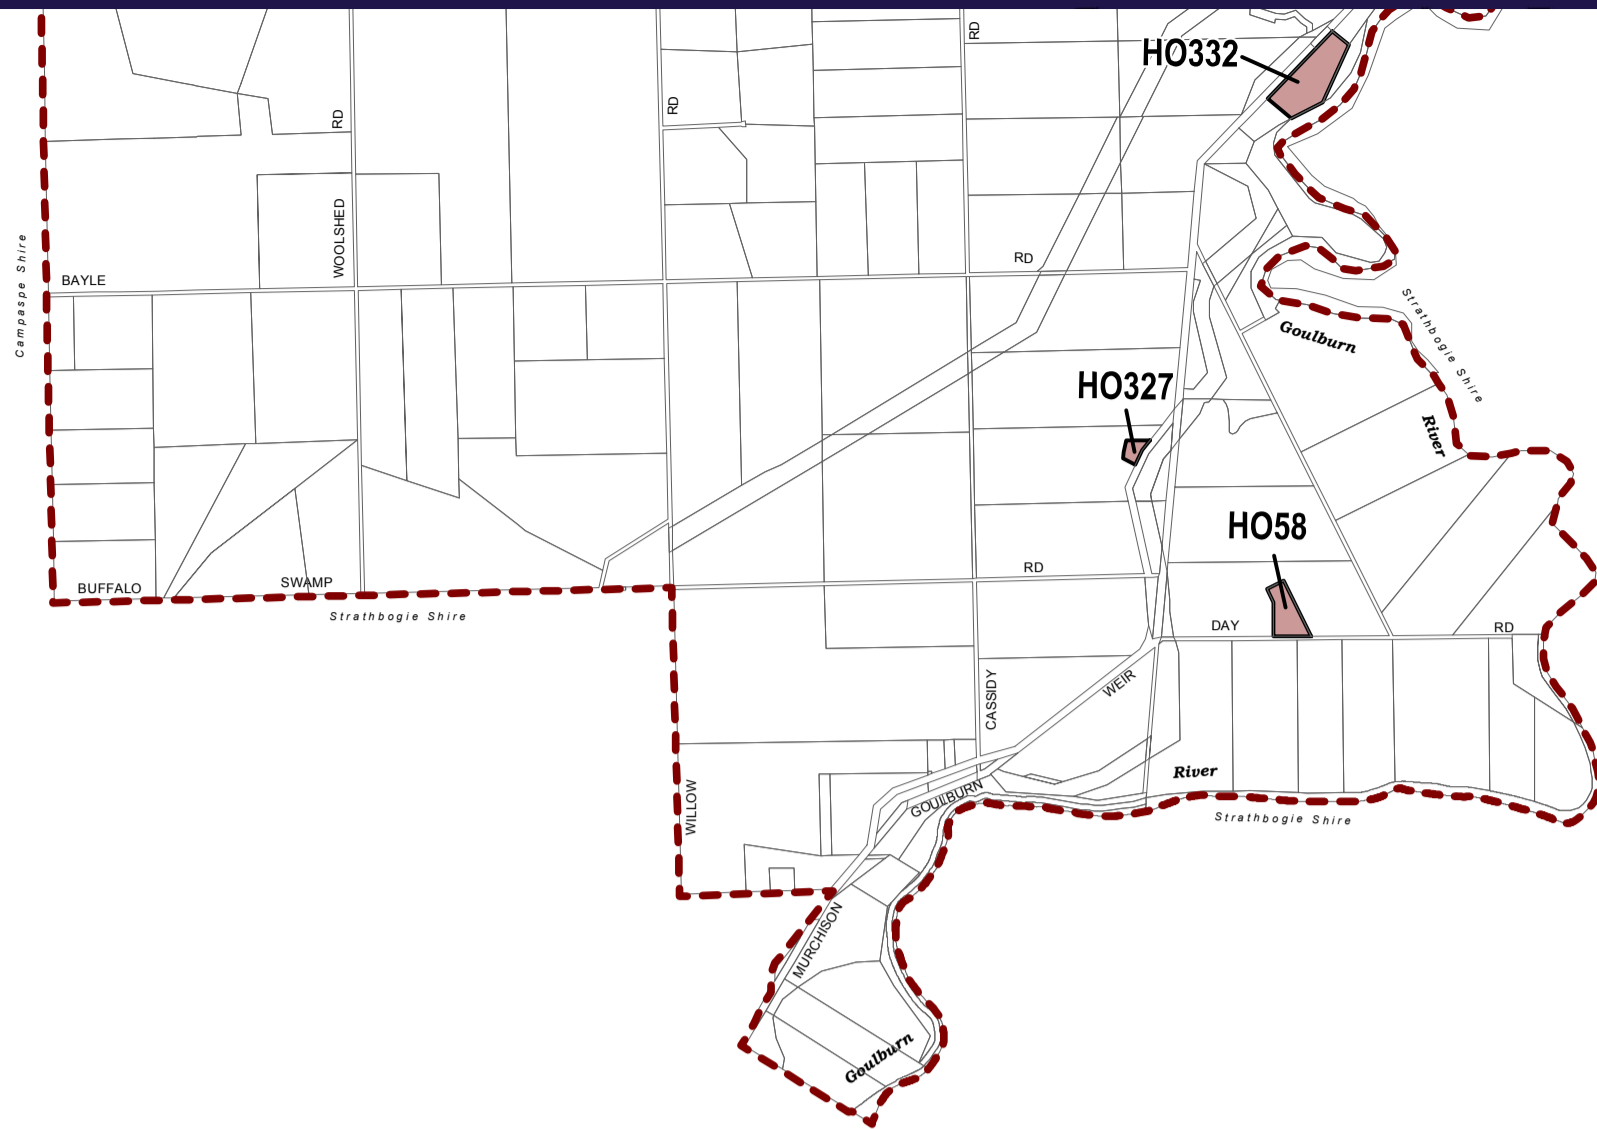 RD
HO332
RD
RD
WOOLSHED
Campaspe Shire
BAYLE
RD
Goulburn
Strathbogie Shire
HO327
River
HO58
RD
BUFFALO
SWAMP
Strathbogie Shire
DAY
RD
CASSIDY
WEIR
River
WILLOW
GOULBURN
Strathbogie Shire
MURCHISON
Goulburn